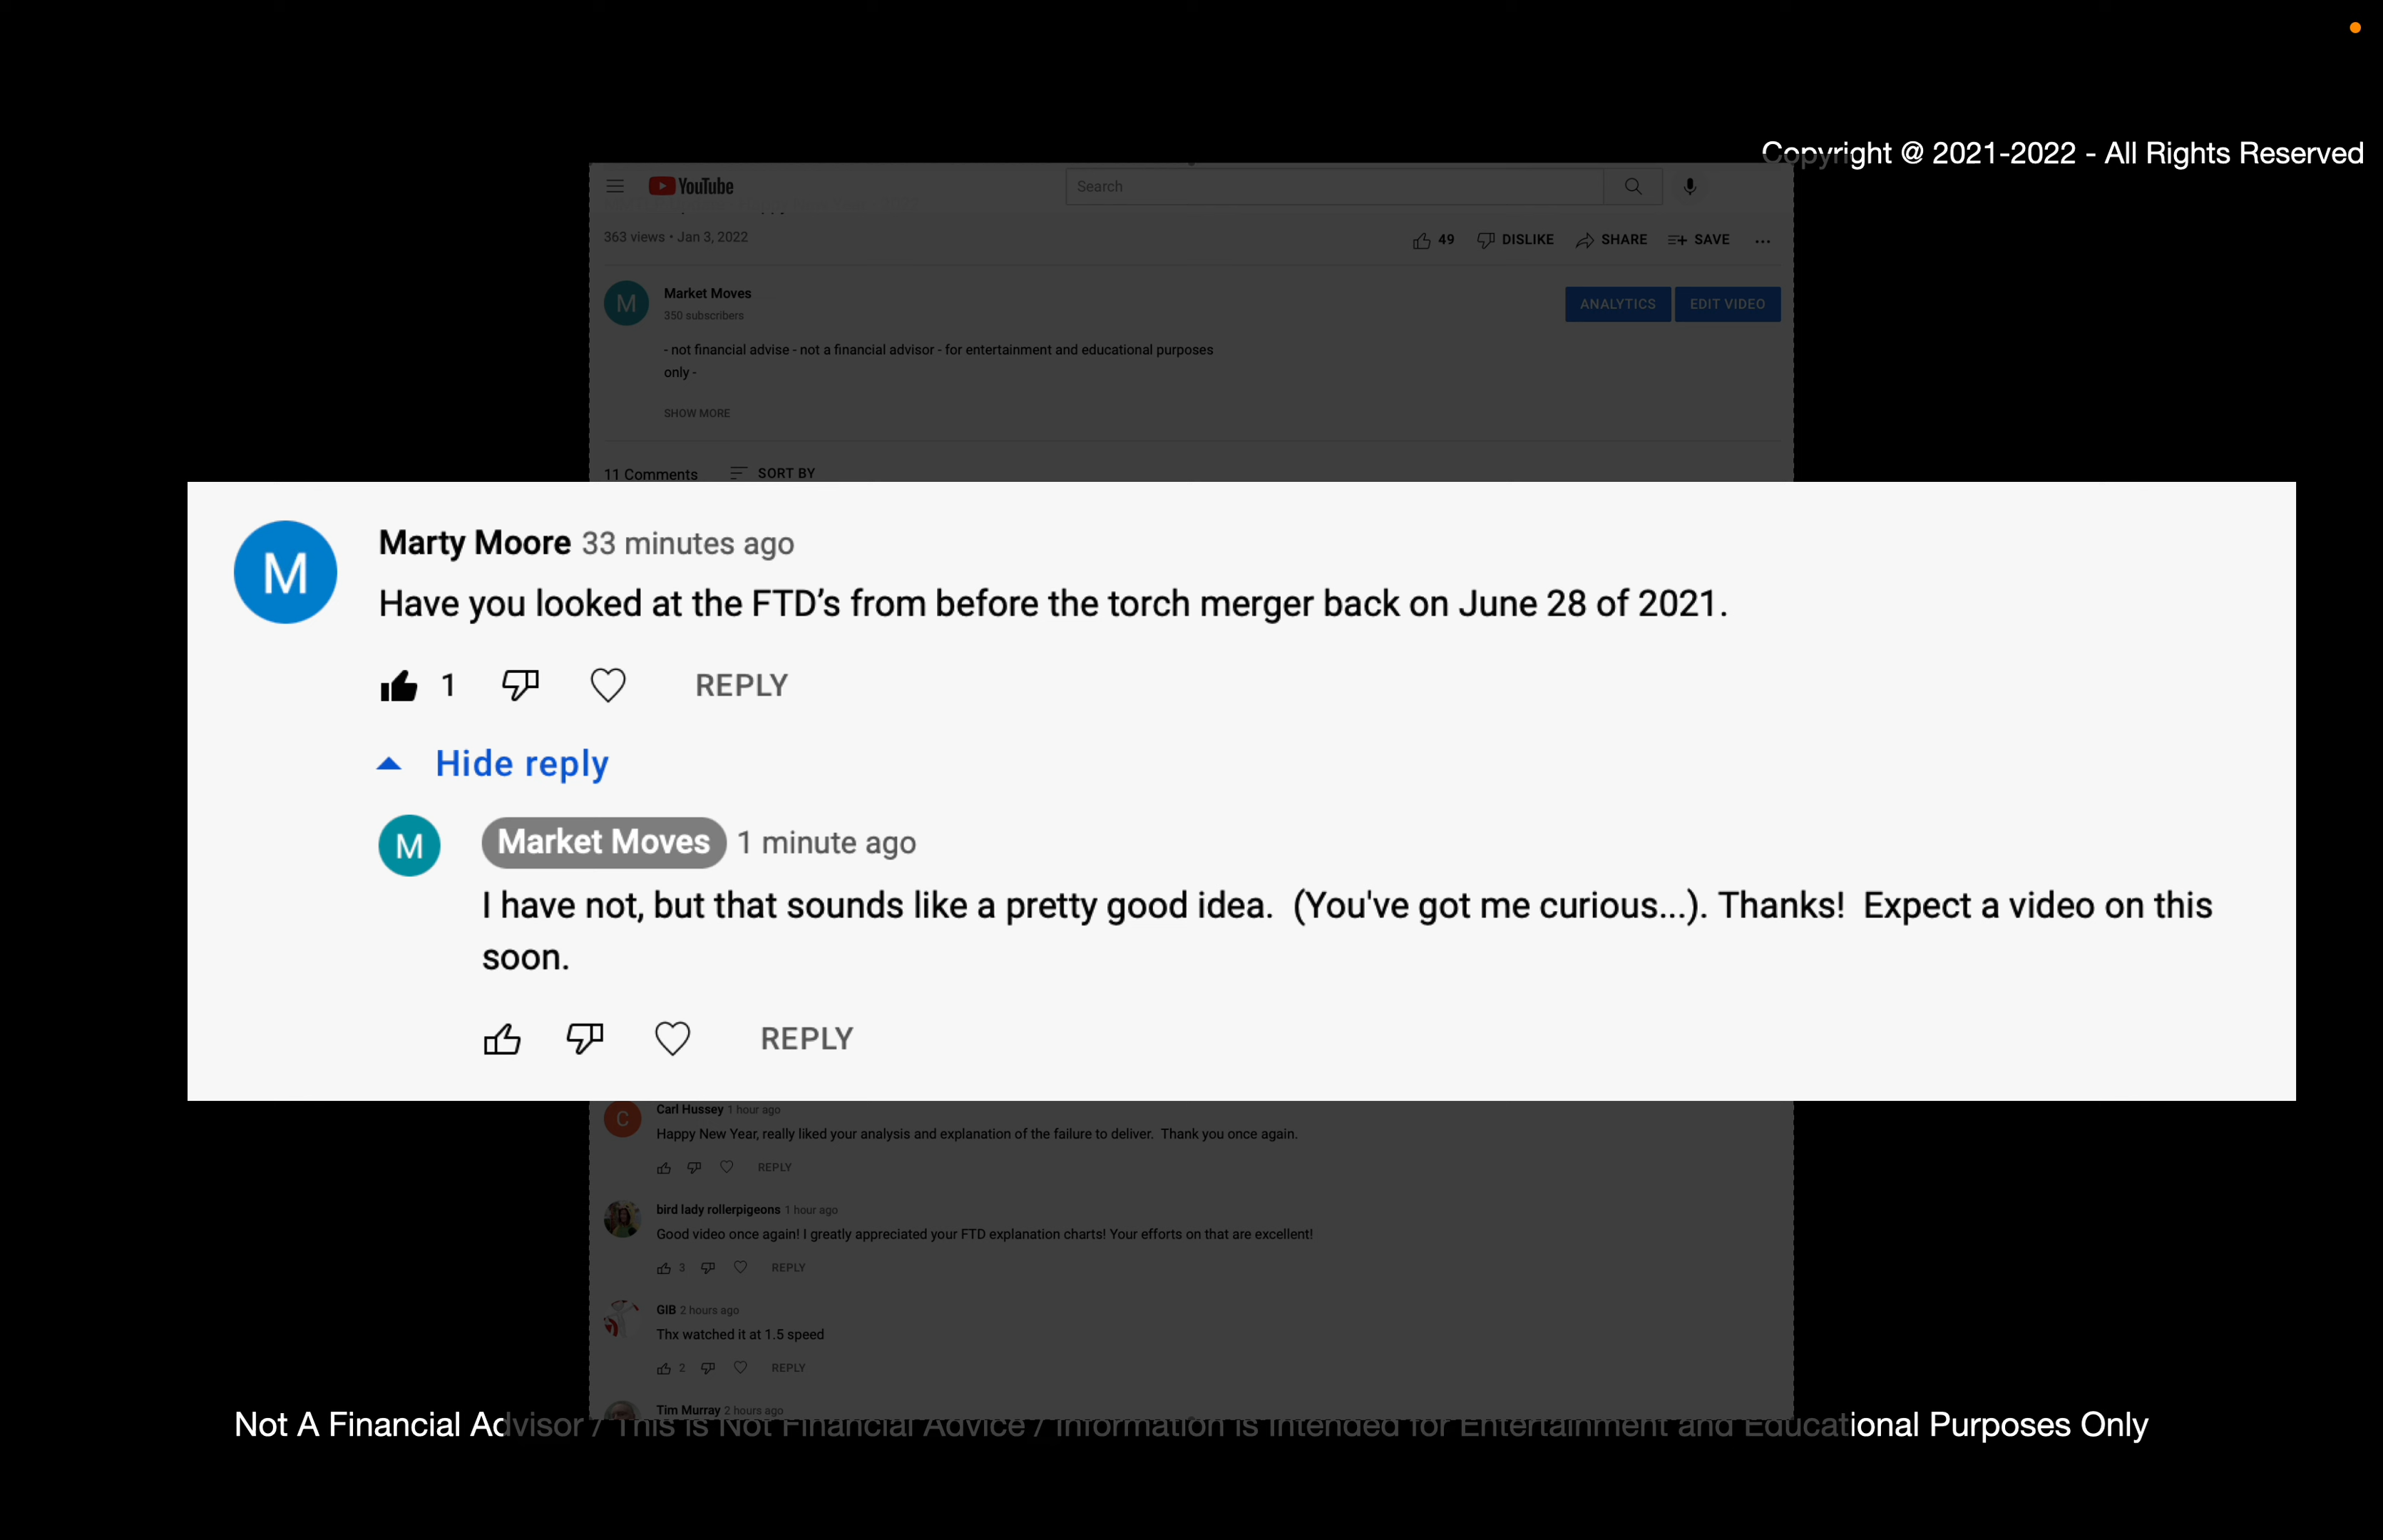 Copyright @ 2021-2022 - All Rights Reserved
YouTube
Search
363 views • Jan 3, 2022
49 DISLIKE SHARE SAVE ...
M
Market Moves
350 subscribers
ANALYTICS EDIT VIDEO
- not financial advise - not a financial advisor - for entertainment and educational purposes
only -
SHOW MORE
11 Comments SORT BY
M
Marty Moore 33 minutes ago
Have you looked at the FTD’s from before the torch merger back on June 28 of 2021.
1 REPLY
Hide reply
M
Market Moves 1 minute ago
I have not, but that sounds like a pretty good idea.  (You've got me curious...). Thanks!  Expect a video on this
soon.
REPLY
C
Carl Hussey 1 hour ago
Happy New Year, really liked your analysis and explanation of the failure to deliver.  Thank you once again.
REPLY
bird lady rollerpigeons 1 hour ago
Good video once again! I greatly appreciated your FTD explanation charts! Your efforts on that are excellent!
3 REPLY
GIB 2 hours ago
Thx watched it at 1.5 speed
2 REPLY
Tim Murray 2 hours ago
Not A Financial Advisor / This is Not Financial Advice / Information is Intended for Entertainment and Educational Purposes Only